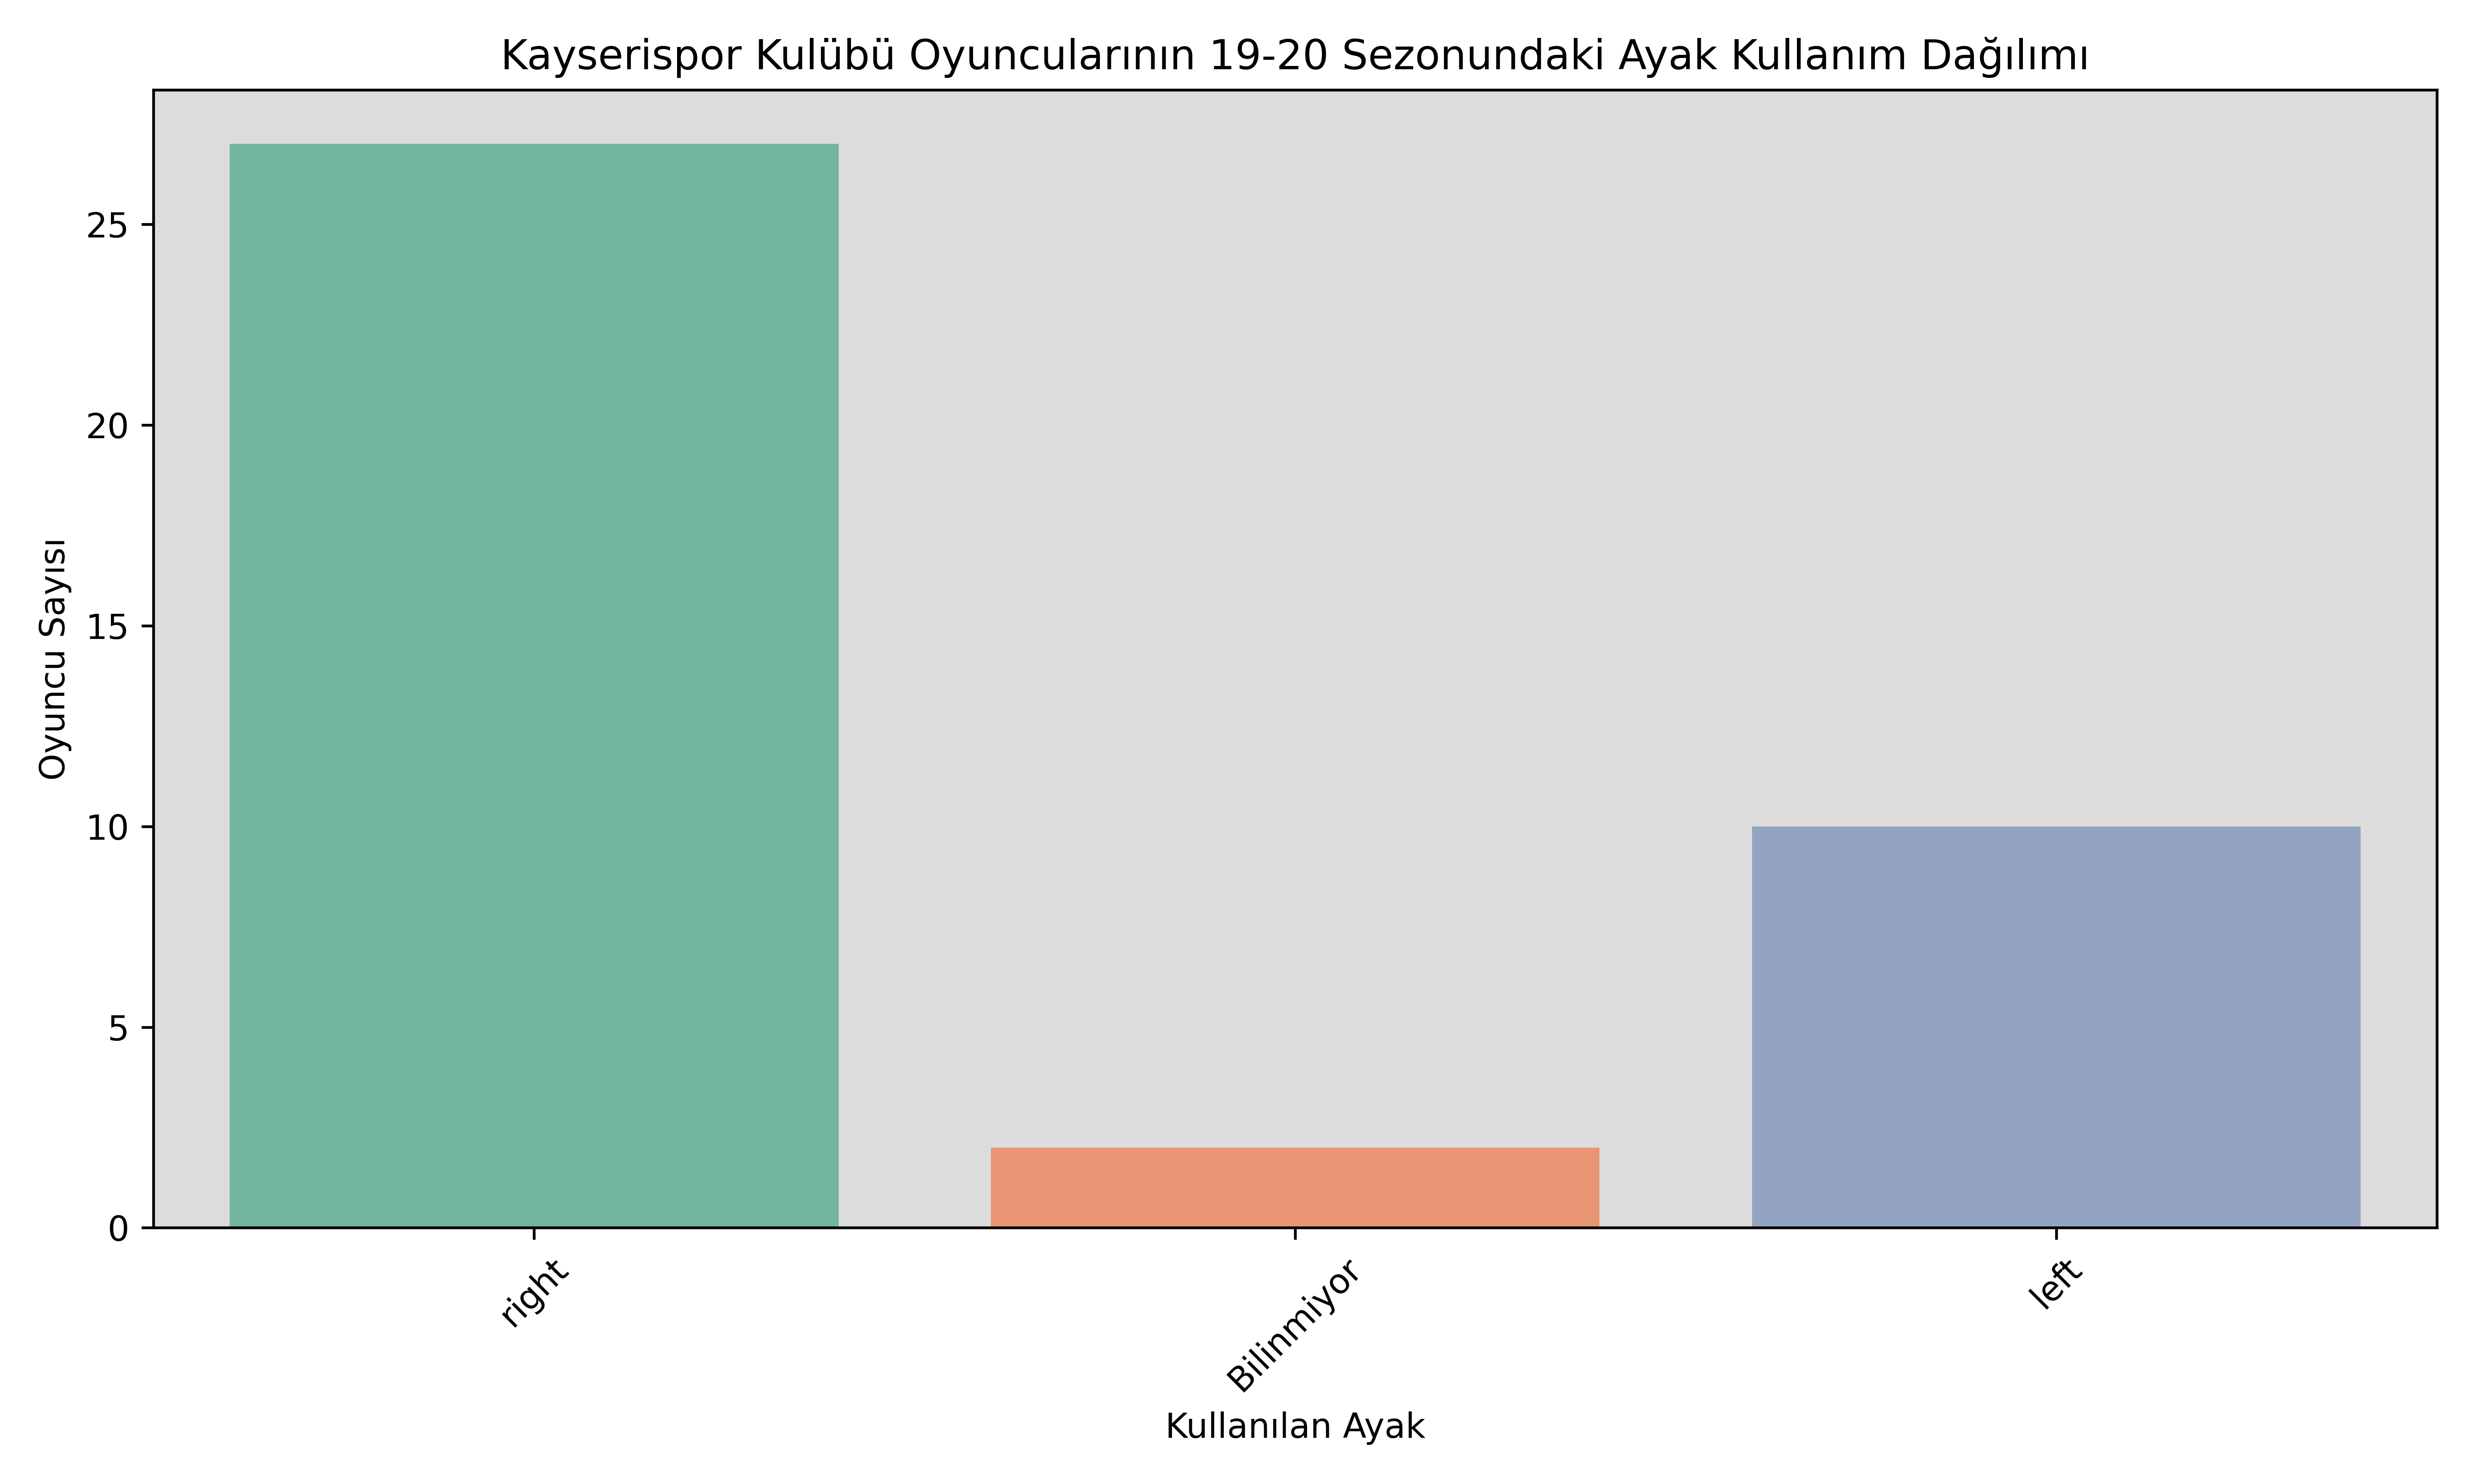 Kayserispor Kulübü Oyuncularının 19-20 Sezonundaki Ayak Kullanım Dağılımı
Oyuncu Sayısı
25
20
15
10
5
0
right
Bilinmiyor
left
Kullanılan Ayak